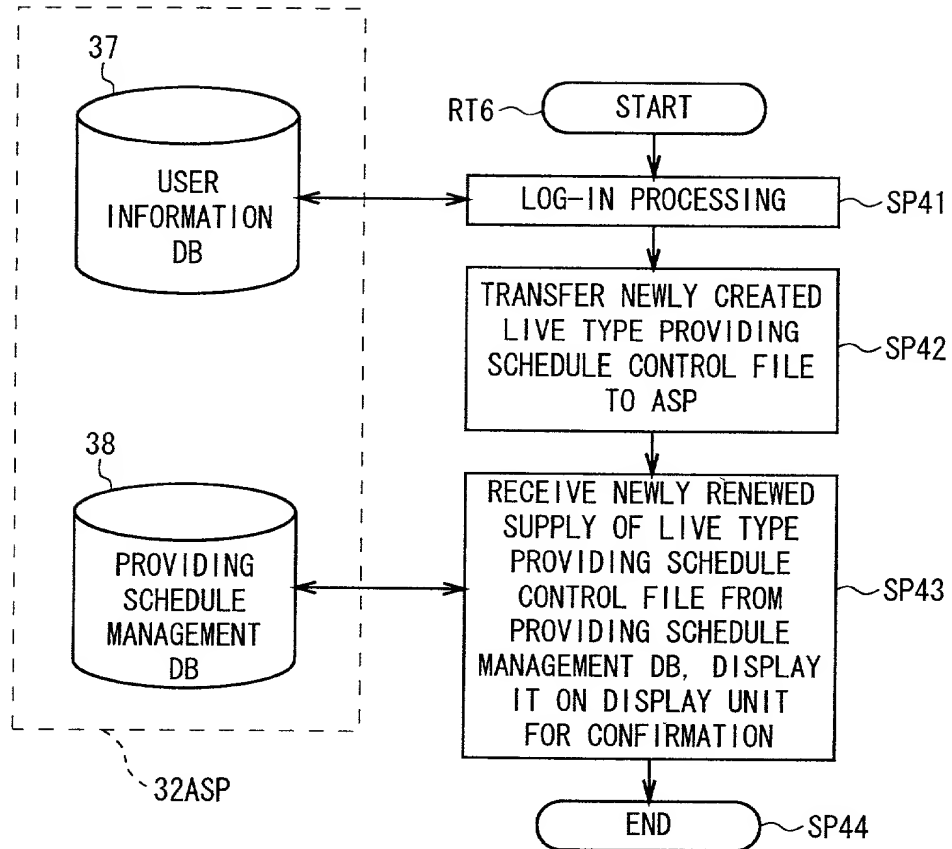 37
USER
INFORMATION
DB
RT6
START
LOG-IN PROCESSING
SP41
TRANSFER NEWLY CREATED
LIVE TYPE PROVIDING
SCHEDULE CONTROL FILE
TO ASP
SP42
38
PROVIDING
SCHEDULE
MANAGEMENT
DB
RECEIVE NEWLY RENEWED
SUPPLY OF LIVE TYPE
PROVIDING SCHEDULE
CONTROL FILE FROM
PROVIDING SCHEDULE
MANAGEMENT DB, DISPLAY
IT ON DISPLAY UNIT
FOR CONFIRMATION
SP43
32ASP
END
SP44